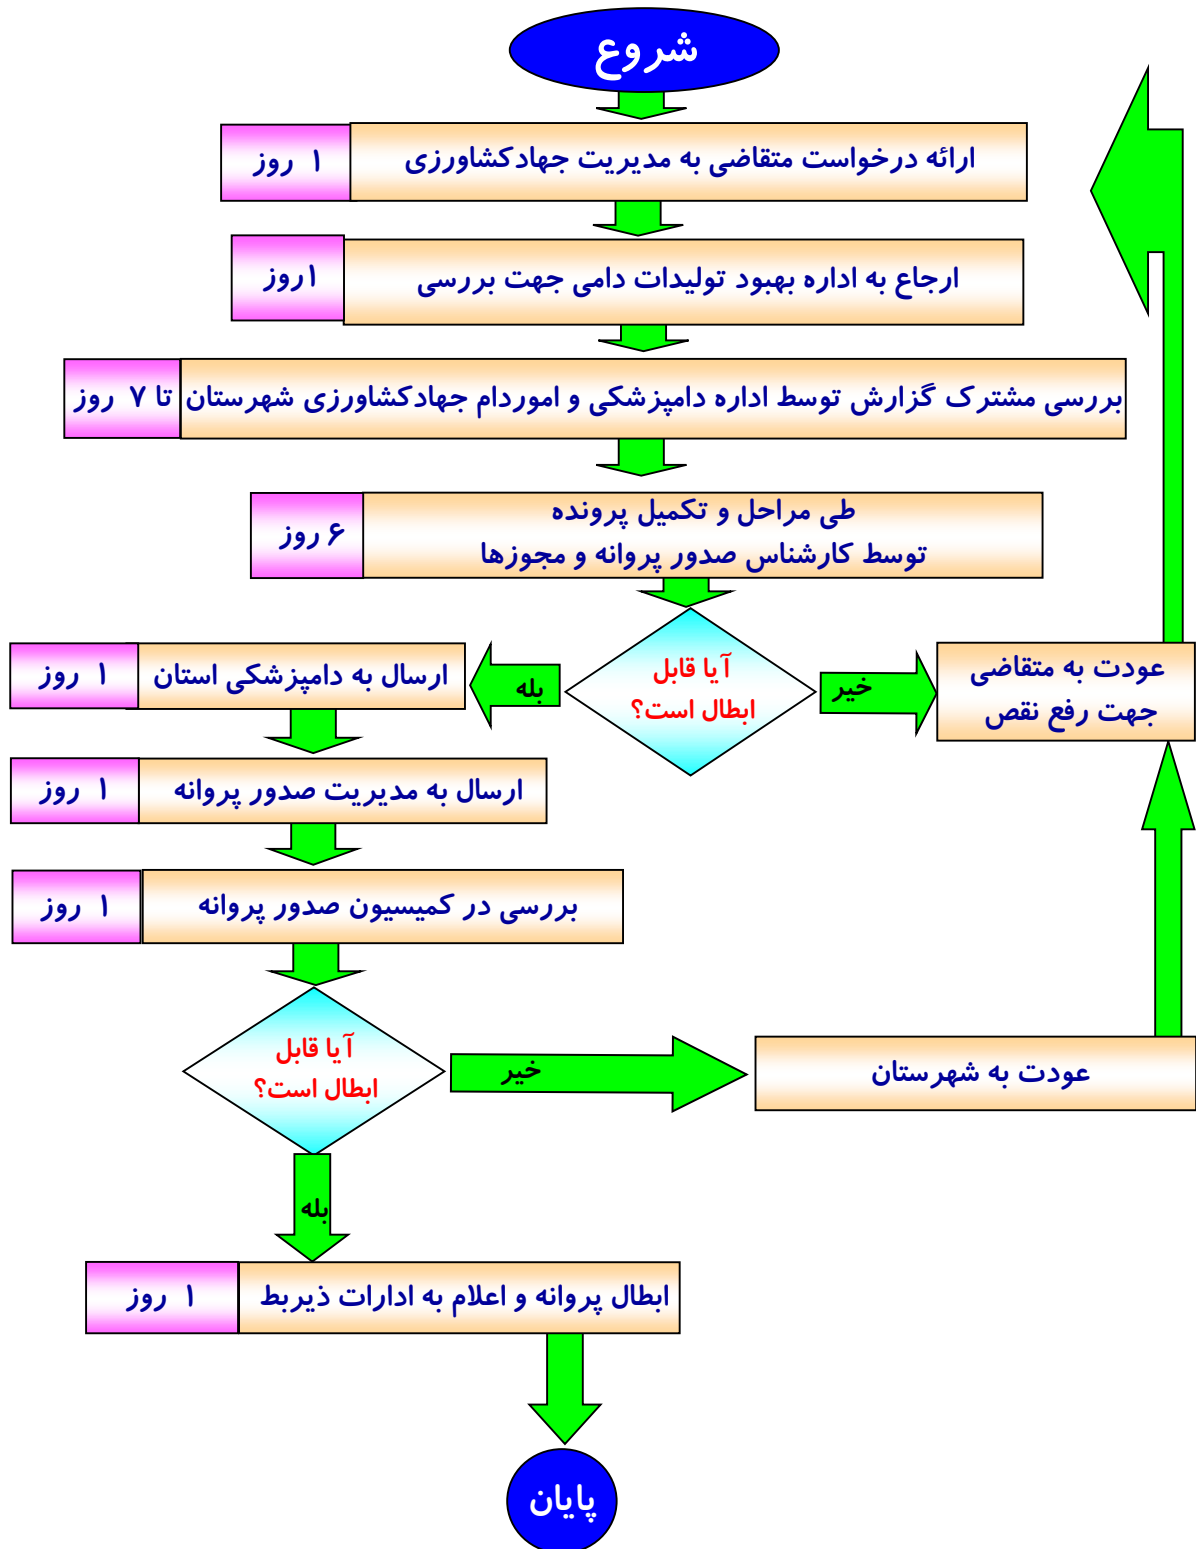 شروع
ارائه درخواست متقاضی به مدیریت جهادکشاورزی
۱ روز
ارجاع به اداره بهبود تولیدات دامی جهت بررسی
۱روز
بررسی مشترک گزارش توسط اداره دامپزشکی و اموردام جهادکشاورزی شهرستان
تا ۷ روز
طی مراحل و تکمیل پرونده
توسط کارشناس صدور پروانه و مجوزها
۶ روز
آیا قابل
ابطال است؟
خیر
عودت به متقاضی
جهت رفع نقص
بله
ارسال به دامپزشکی استان
۱ روز
ارسال به مدیریت صدور پروانه
۱ روز
بررسی در کمیسیون صدور پروانه
۱ روز
آیا قابل
ابطال است؟
خیر
عودت به شهرستان
بله
ابطال پروانه و اعلام به ادارات ذیربط
۱ روز
پایان